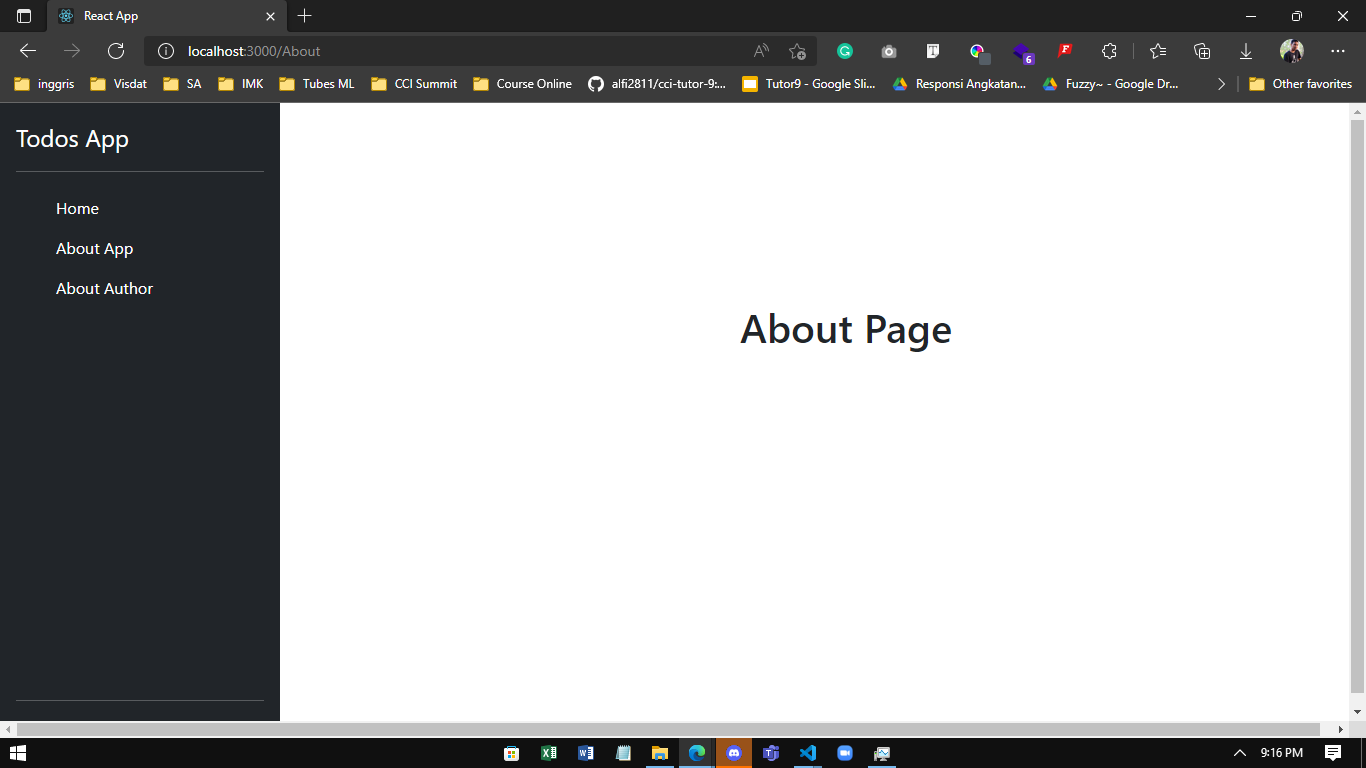 React App
localhost:3000/About
6
inggris Visdat SA IMK Tubes ML CCI Summit Course Online alfi2811/cci-tutor-9:... Tutor9 - Google Sli... Responsi Angkatan... Fuzzy~ - Google Dr... Other favorites
Todos App
Home
About App
About Author
About Page
9:16 PM